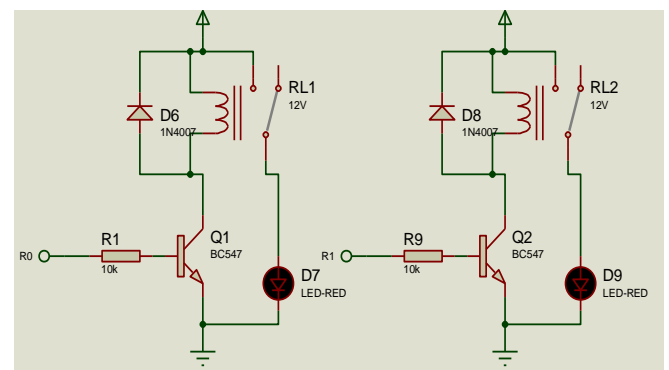 RL1
12V
D6
1N4007
R1
10k
Q1
BC547
R0
D7
LED-RED
RL2
12V
D8
1N4007
R9
10k
Q2
BC547
R1
D9
LED-RED